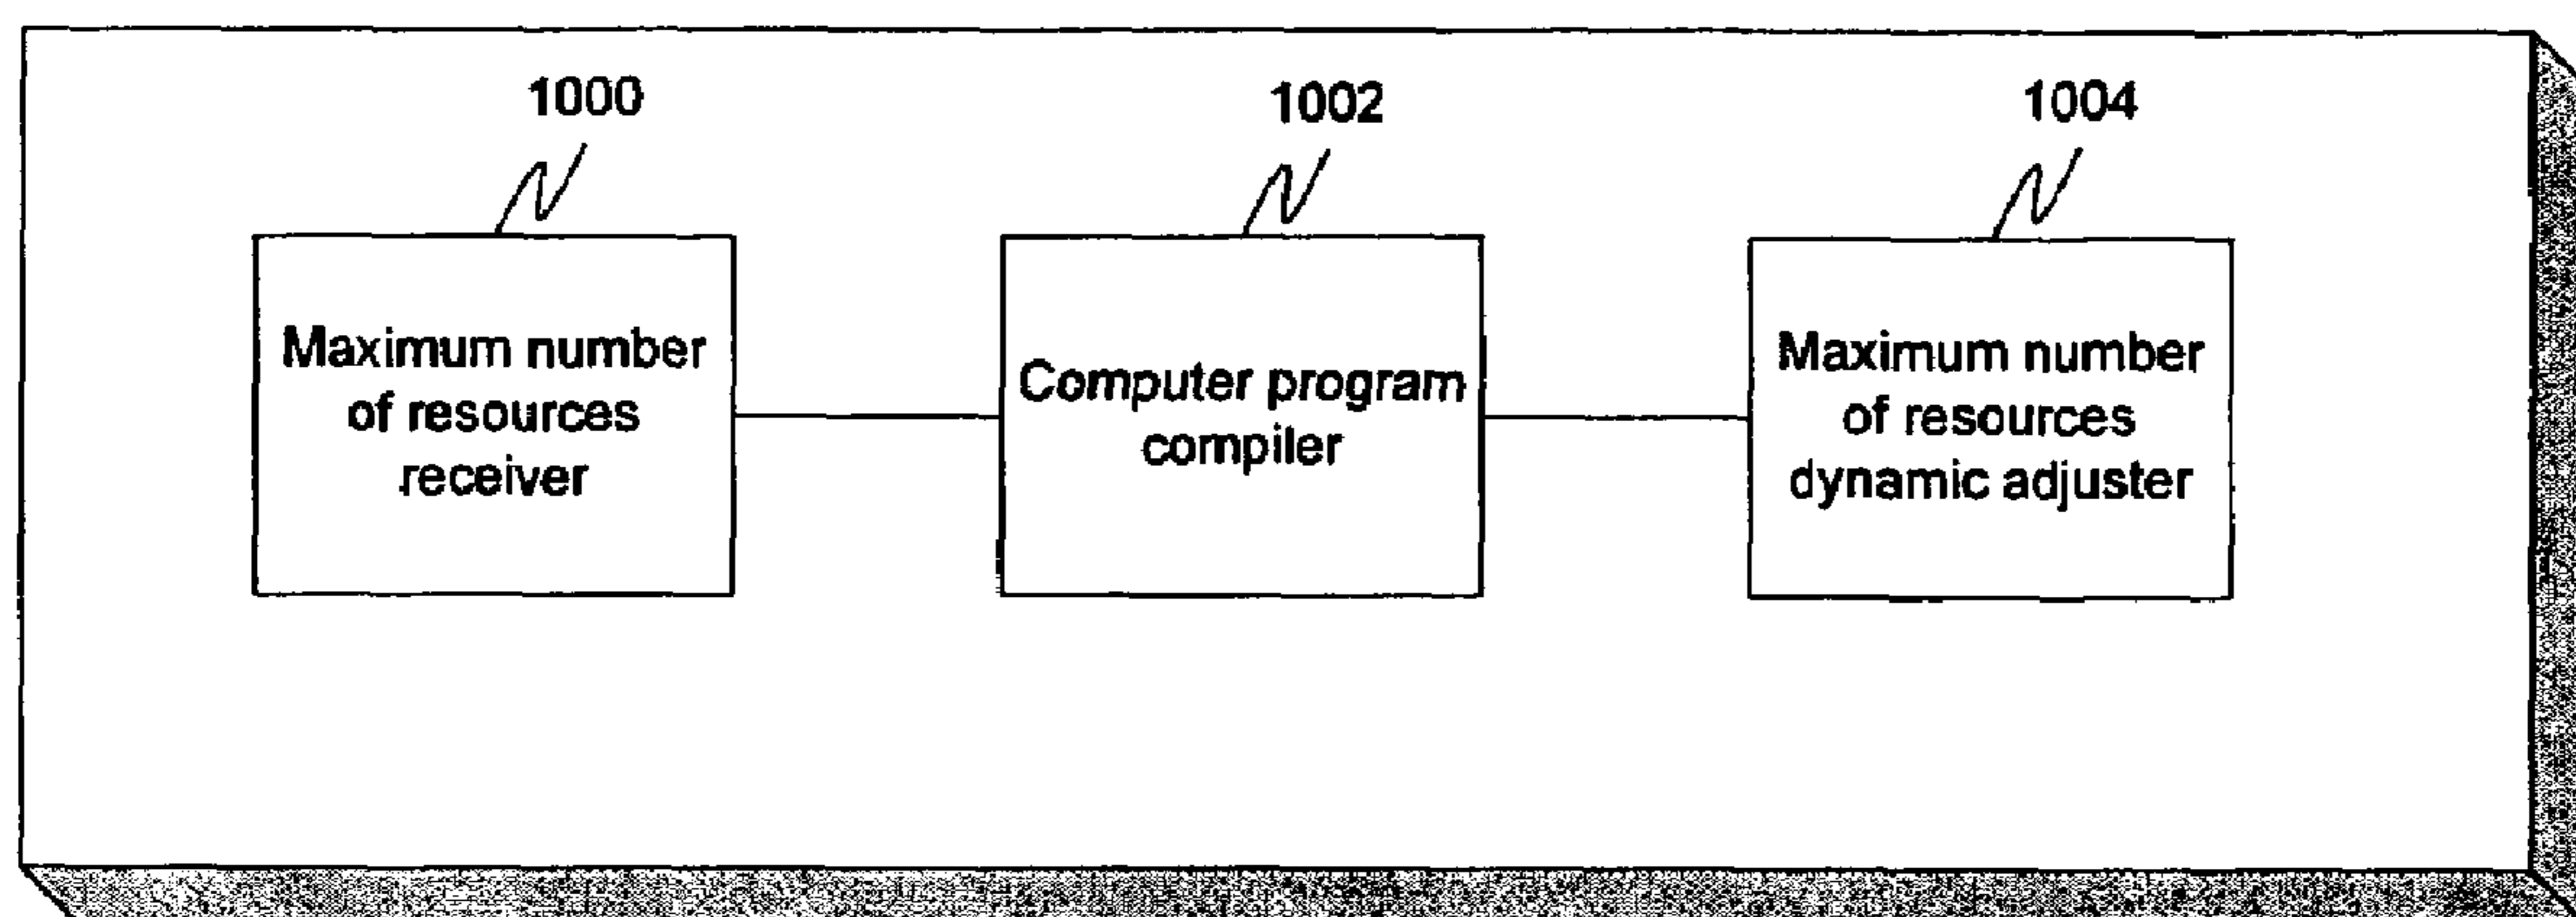 1000
1002
1004
Maximum number
of resources
receiver
Computer program
compiler
Maximum number
of resources
dynamic adjuster